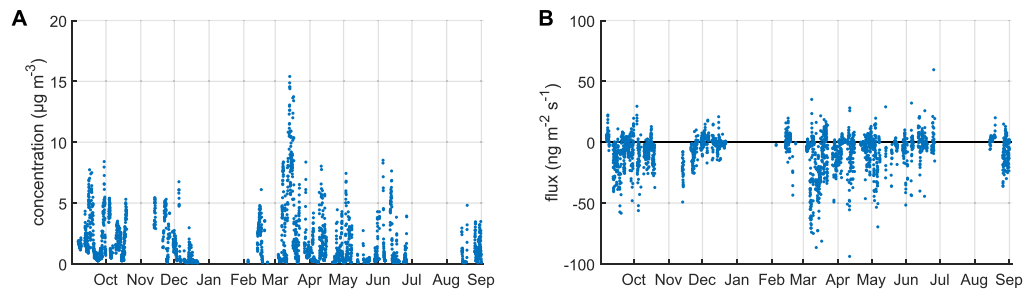 A
concentration (µg m-3)
20
15
10
5
0
Oct Nov Dec Jan Feb Mar Apr May Jun Jul Aug Sep
B
flux (ng m-2 s-1)
100
50
0
-50
-100
Oct Nov Dec Jan Feb Mar Apr May Jun Jul Aug Sep